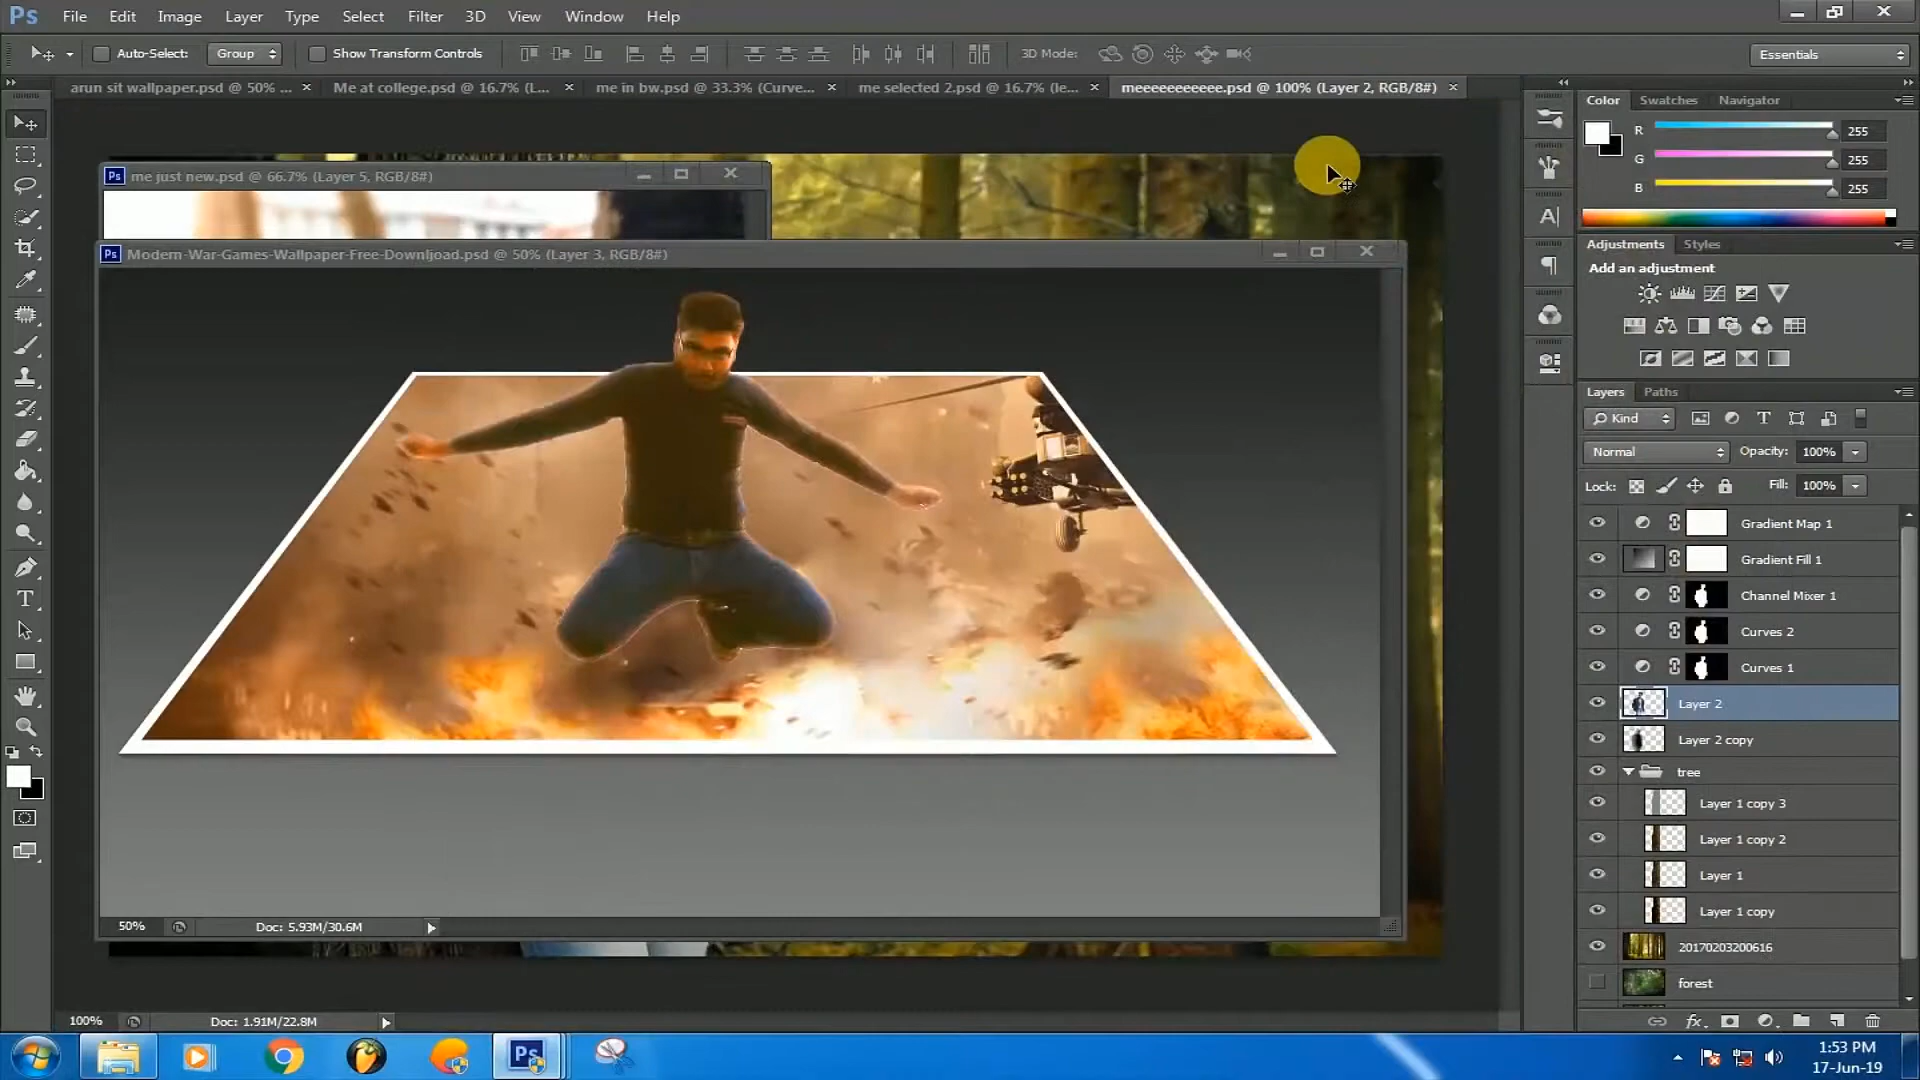 Ps File Edit Image Layer Type Select Filter 3D View Window Help
Auto-Select: Group Show Transform Controls 3D Mode: Essentials
arun sit wallpaper.psd @ 50% ... × Me at college.psd @ 16.7% (L... × me in bw.psd @ 33.3% (Curve... × me selected 2.psd @ 16.7% (le... × meeeeeeeeeee.psd @ 100% (Layer 2, RGB/8#) ×
Color Swatches Navigator
R 255
G 255
B 255
Ps me just new.psd @ 66.7% (Layer 5, RGB/8#)
Ps Modern-War-Games-Wallpaper-Free-Downljoad.psd @ 50% (Layer 3, RGB/8#)
Adjustments Styles
Add an adjustment
Layers Paths
Kind
Normal Opacity: 100%
Lock: Fill: 100%
Gradient Map 1
Gradient Fill 1
Channel Mixer 1
Curves 2
Curves 1
Layer 2
Layer 2 copy
tree
Layer 1 copy 3
Layer 1 copy 2
Layer 1
Layer 1 copy
20170203200616
forest
50% Doc: 5.93M/30.6M
100% Doc: 1.91M/22.8M
fx
Ps
1:53 PM
17-Jun-19